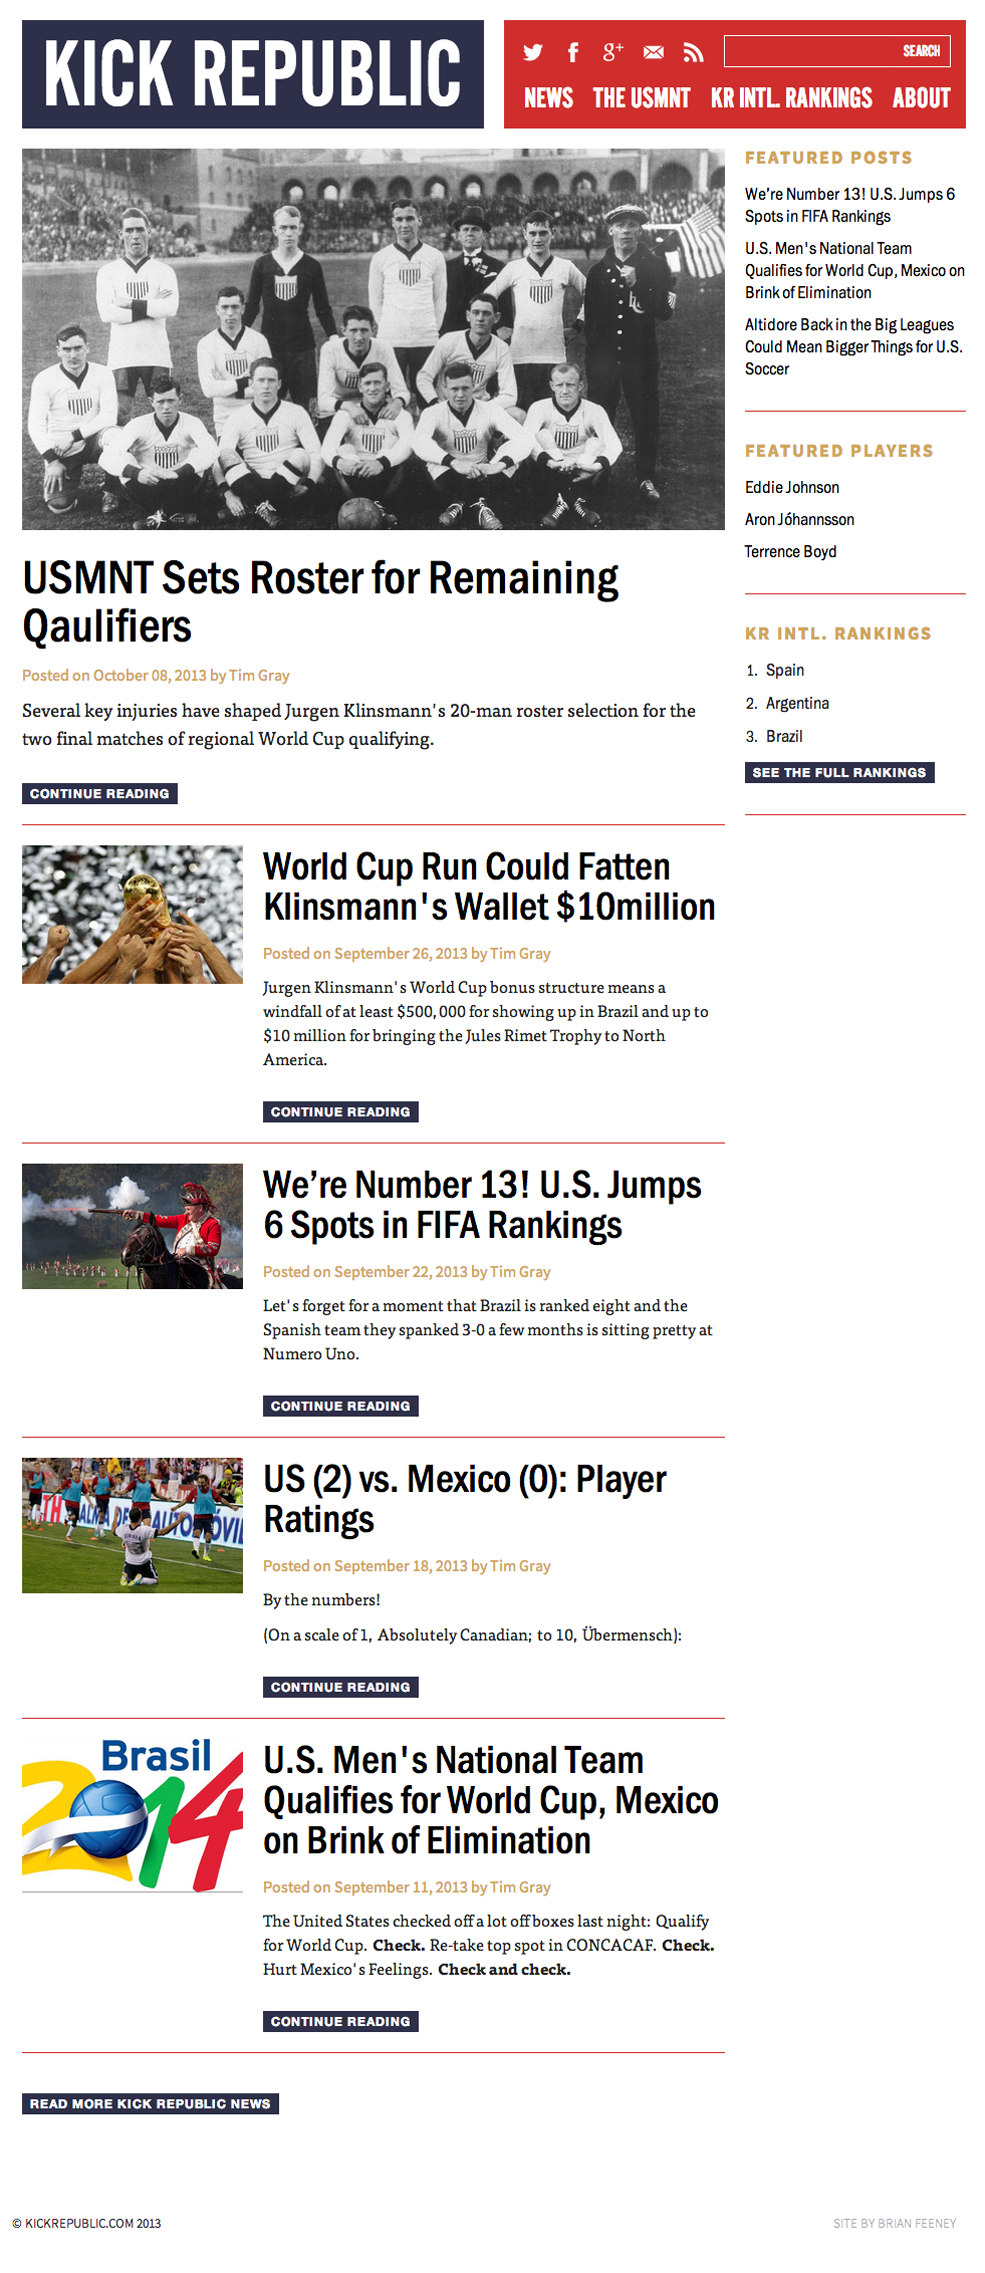 KICK REPUBLIC
SEARCH
NEWS THE USMNT KR INTL. RANKINGS ABOUT
USMNT Sets Roster for Remaining
Qaulifiers
Posted on October 08, 2013 by Tim Gray
Several key injuries have shaped Jurgen Klinsmann's 20-man roster selection for the
two final matches of regional World Cup qualifying.
CONTINUE READING
World Cup Run Could Fatten
Klinsmann's Wallet $10million
Posted on September 26, 2013 by Tim Gray
Jurgen Klinsmann's World Cup bonus structure means a
windfall of at least $500,000 for showing up in Brazil and up to
$10 million for bringing the Jules Rimet Trophy to North
America.
CONTINUE READING
We’re Number 13! U.S. Jumps
6 Spots in FIFA Rankings
Posted on September 22, 2013 by Tim Gray
Let's forget for a moment that Brazil is ranked eight and the
Spanish team they spanked 3-0 a few months is sitting pretty at
Numero Uno.
CONTINUE READING
US (2) vs. Mexico (0): Player
Ratings
Posted on September 18, 2013 by Tim Gray
By the numbers!
(On a scale of 1, Absolutely Canadian; to 10, Übermensch):
CONTINUE READING
Brasil
2014
U.S. Men's National Team
Qualifies for World Cup, Mexico
on Brink of Elimination
Posted on September 11, 2013 by Tim Gray
The United States checked off a lot off boxes last night: Qualify
for World Cup. Check. Re-take top spot in CONCACAF. Check.
Hurt Mexico's Feelings. Check and check.
CONTINUE READING
READ MORE KICK REPUBLIC NEWS
FEATURED POSTS
We’re Number 13! U.S. Jumps 6
Spots in FIFA Rankings
U.S. Men's National Team
Qualifies for World Cup, Mexico on
Brink of Elimination
Altidore Back in the Big Leagues
Could Mean Bigger Things for U.S.
Soccer
FEATURED PLAYERS
Eddie Johnson
Aron Jóhannsson
Terrence Boyd
KR INTL. RANKINGS
1. Spain
2. Argentina
3. Brazil
SEE THE FULL RANKINGS
© KICKREPUBLIC.COM 2013
SITE BY BRIAN FEENEY